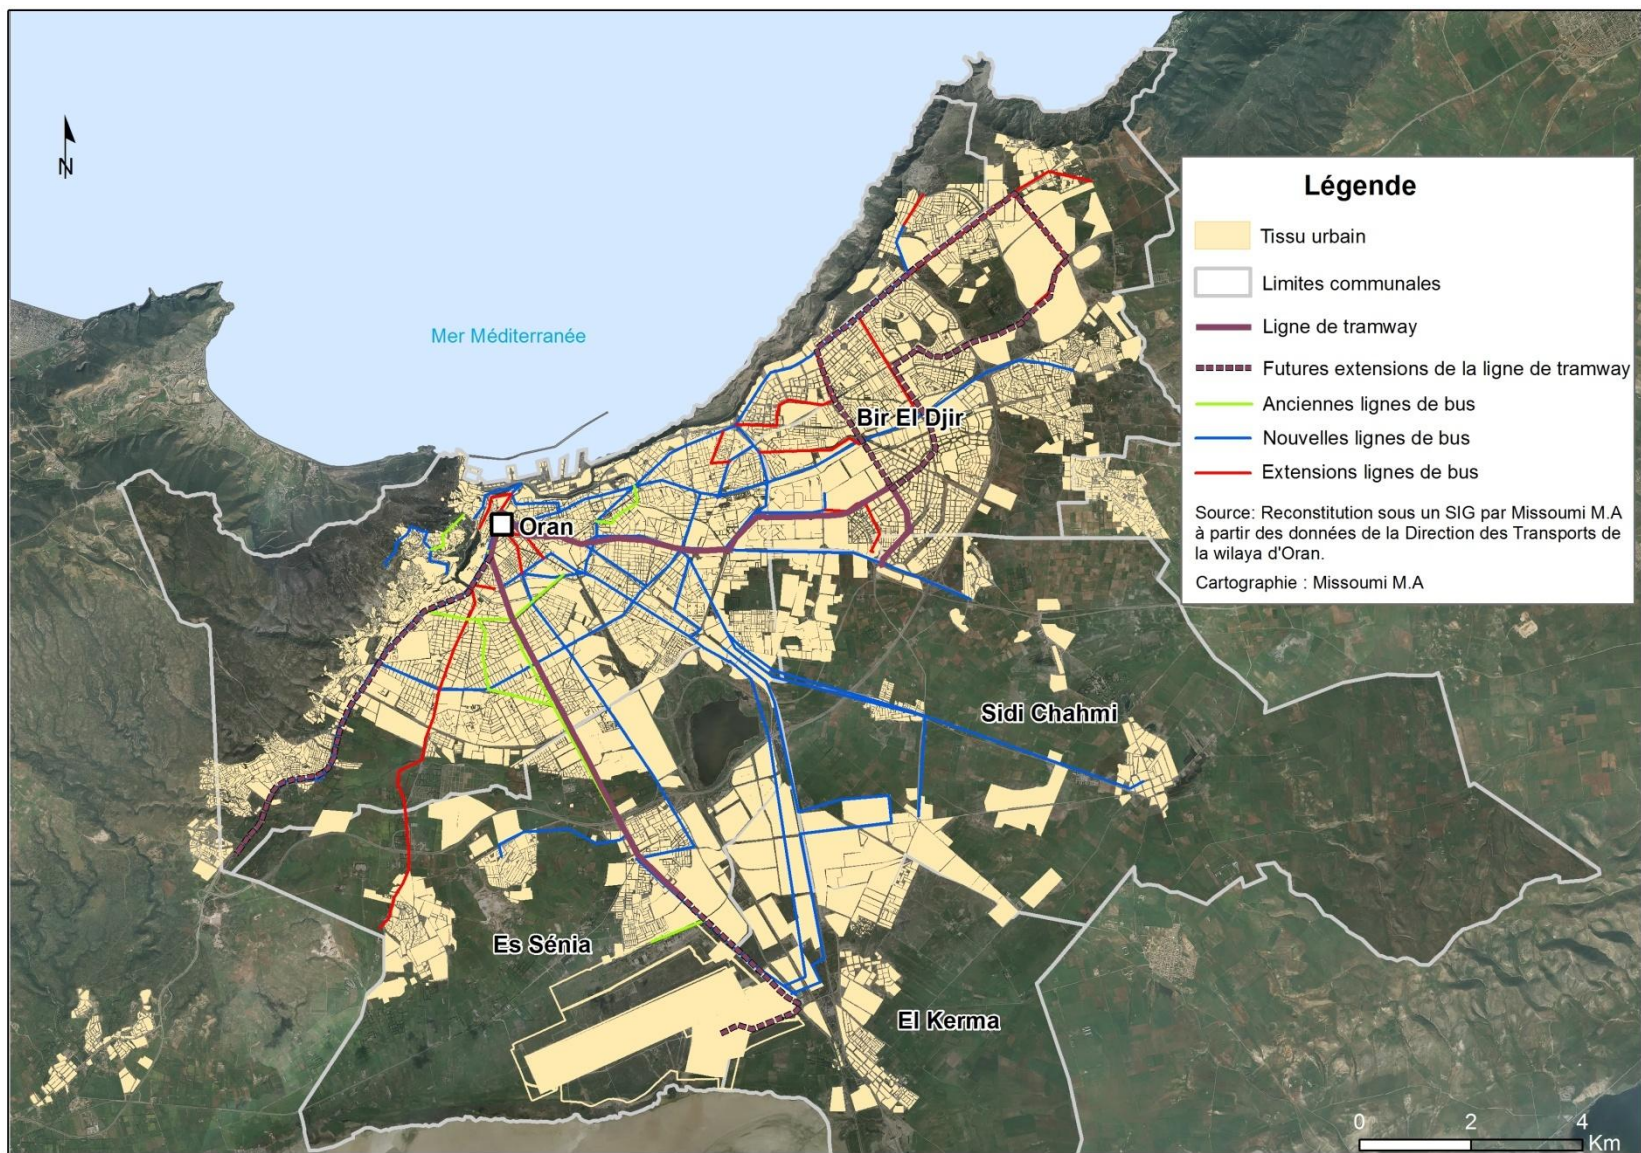 N
Mer Méditerranée
Bir El Djir
Oran
Sidi Chahmi
Es Sénia
El Kerma
Légende
Tissu urbain
Limites communales
Ligne de tramway
Futures extensions de la ligne de tramway
Anciennes lignes de bus
Nouvelles lignes de bus
Extensions lignes de bus
Source: Reconstitution sous un SIG par Missoumi M.A
à partir des données de la Direction des Transports de
la wilaya d'Oran.
Cartographie : Missoumi M.A
0 2 4
Km